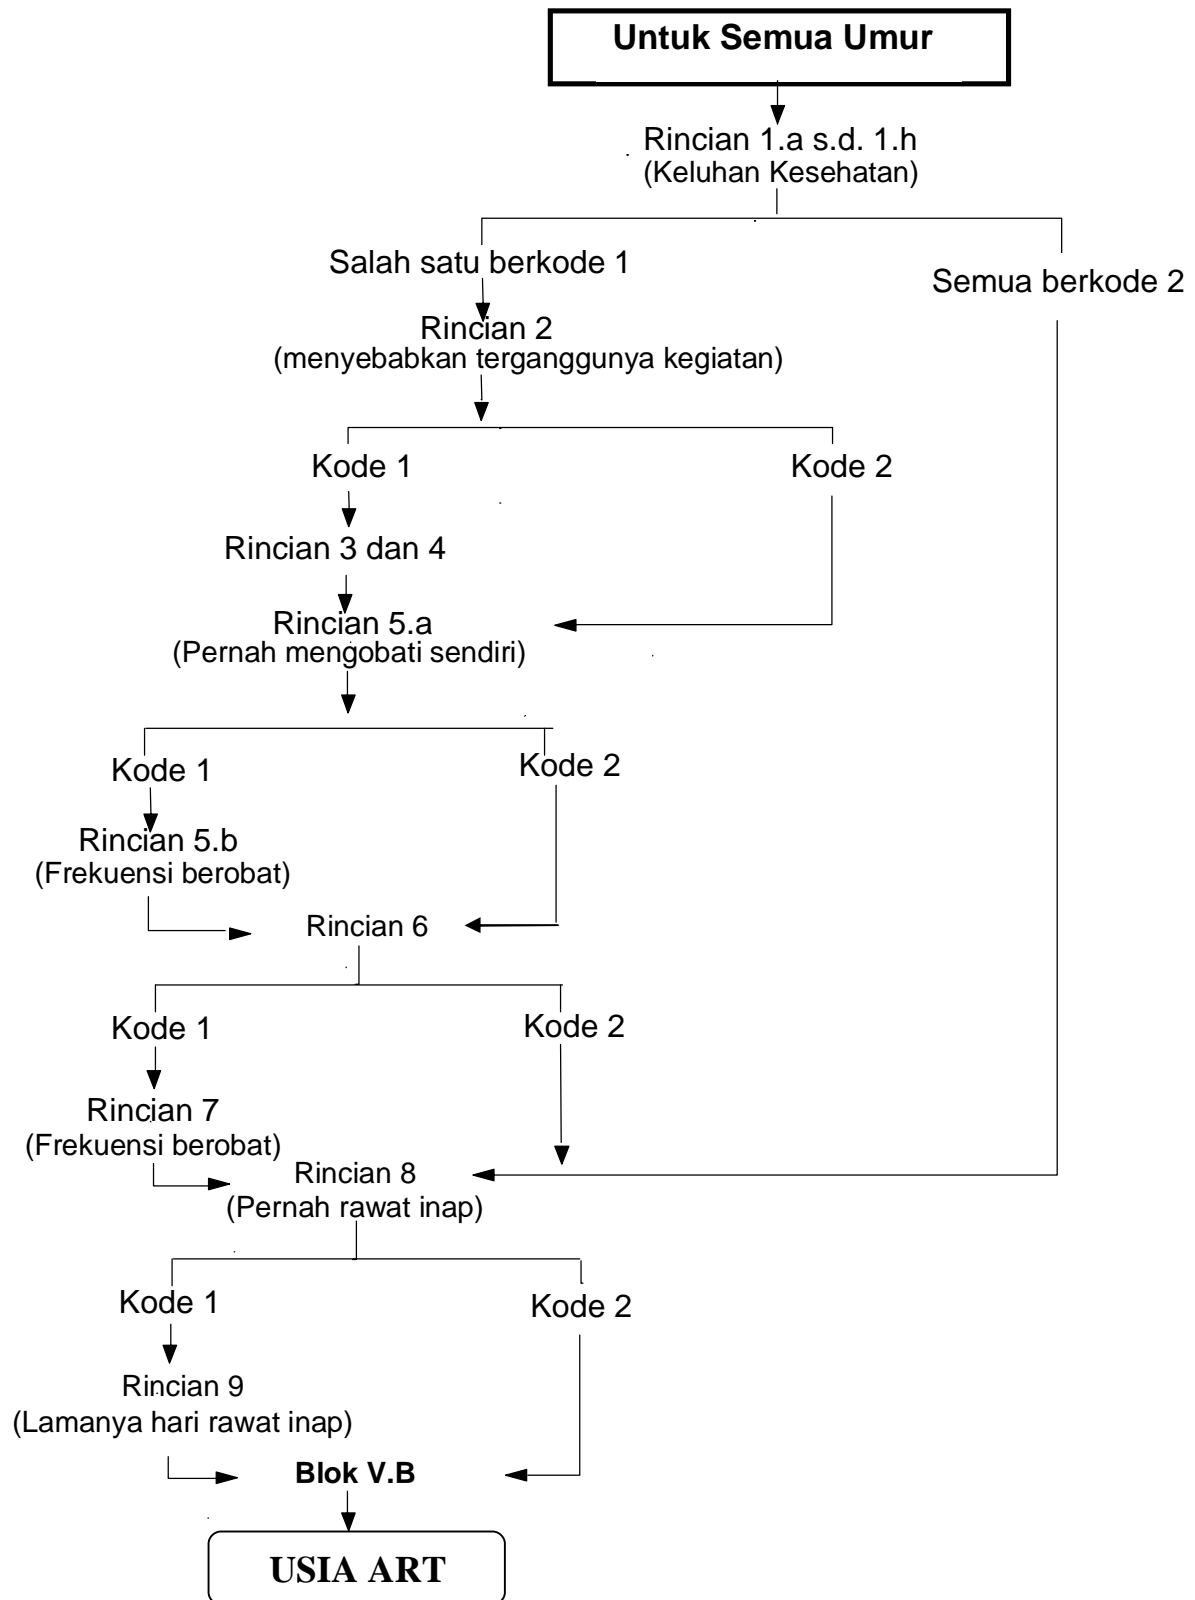 Untuk Semua Umur
Rincian 1.a s.d. 1.h
(Keluhan Kesehatan)
Salah satu berkode 1
Semua berkode 2
Rincian 2
(menyebabkan terganggunya kegiatan)
Kode 1
Kode 2
Rincian 3 dan 4
Rincian 5.a
(Pernah mengobati sendiri)
Kode 1
Kode 2
Rincian 5.b
(Frekuensi berobat)
Rincian 6
Kode 1
Kode 2
Rincian 7
(Frekuensi berobat)
Rincian 8
(Pernah rawat inap)
Kode 1
Kode 2
Rincian 9
(Lamanya hari rawat inap)
Blok V.B
USIA ART